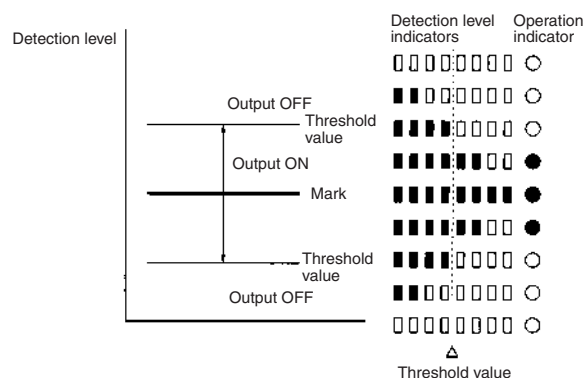 Detection level
Detection level
indicators
Operation
indicator
Output OFF
Threshold
value
Output ON
Mark
Threshold
value
Output OFF
Threshold value